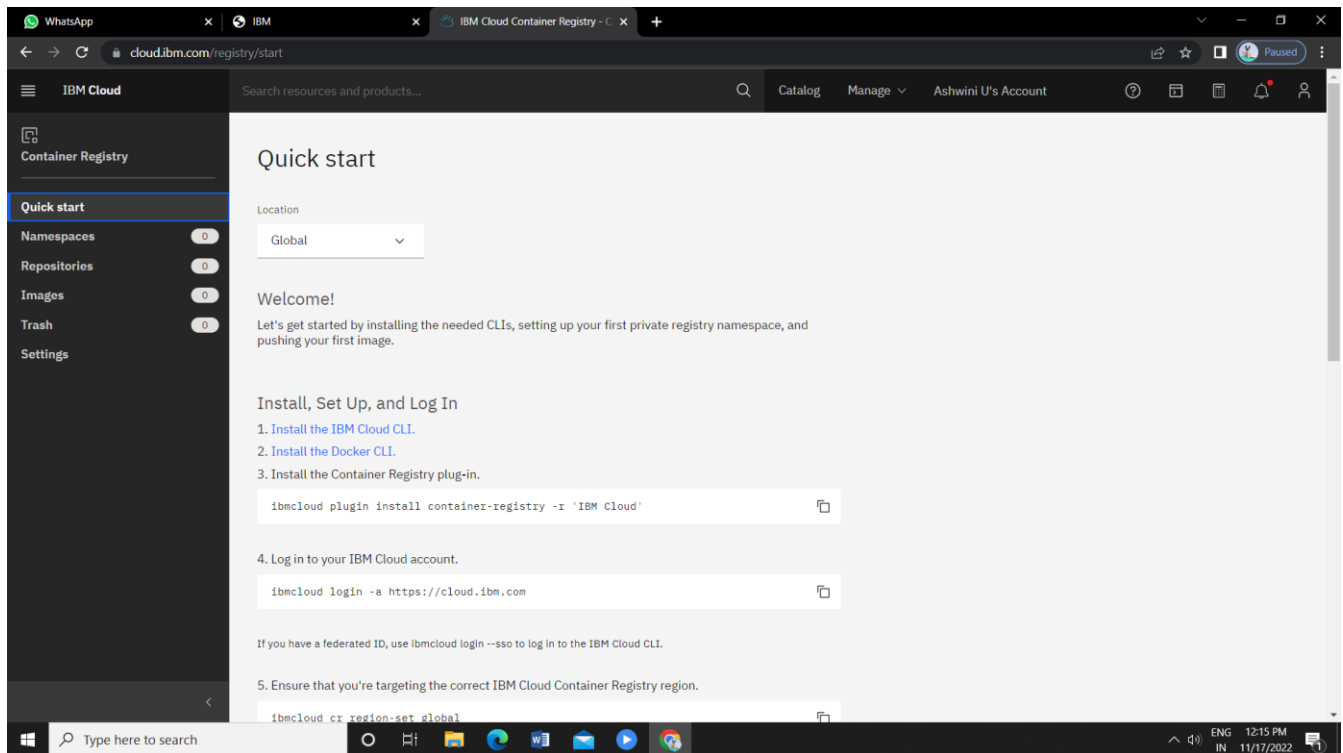 WhatsApp
IBM
IBM Cloud Container Registry - C
cloud.ibm.com/registry/start
Paused
IBM Cloud
Search resources and products...
Catalog
Manage
Ashwini U's Account
Container Registry
Quick start
Namespaces 0
Repositories 0
Images 0
Trash 0
Settings
Quick start
Location
Global
Welcome!
Let's get started by installing the needed CLIs, setting up your first private registry namespace, and
pushing your first image.
Install, Set Up, and Log In
1. Install the IBM Cloud CLI.
2. Install the Docker CLI.
3. Install the Container Registry plug-in.
ibmcloud plugin install container-registry -r 'IBM Cloud'
4. Log in to your IBM Cloud account.
ibmcloud login -a https://cloud.ibm.com
If you have a federated ID, use ibmcloud login --sso to log in to the IBM Cloud CLI.
5. Ensure that you're targeting the correct IBM Cloud Container Registry region.
ibmcloud cr region-set global
Type here to search
ENG
IN
12:15 PM
11/17/2022